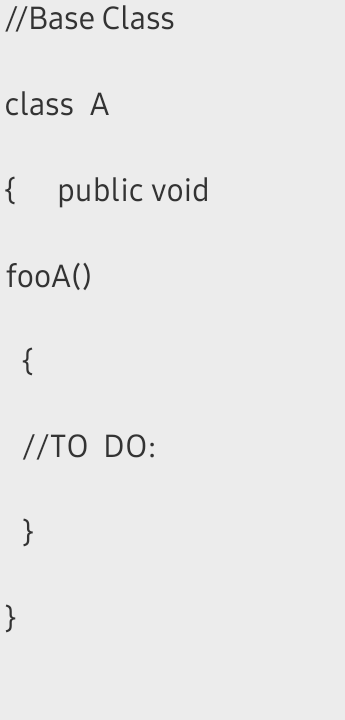 //Base Class
class  A
{     public void
fooA()
  {
  //TO  DO:
  }
}